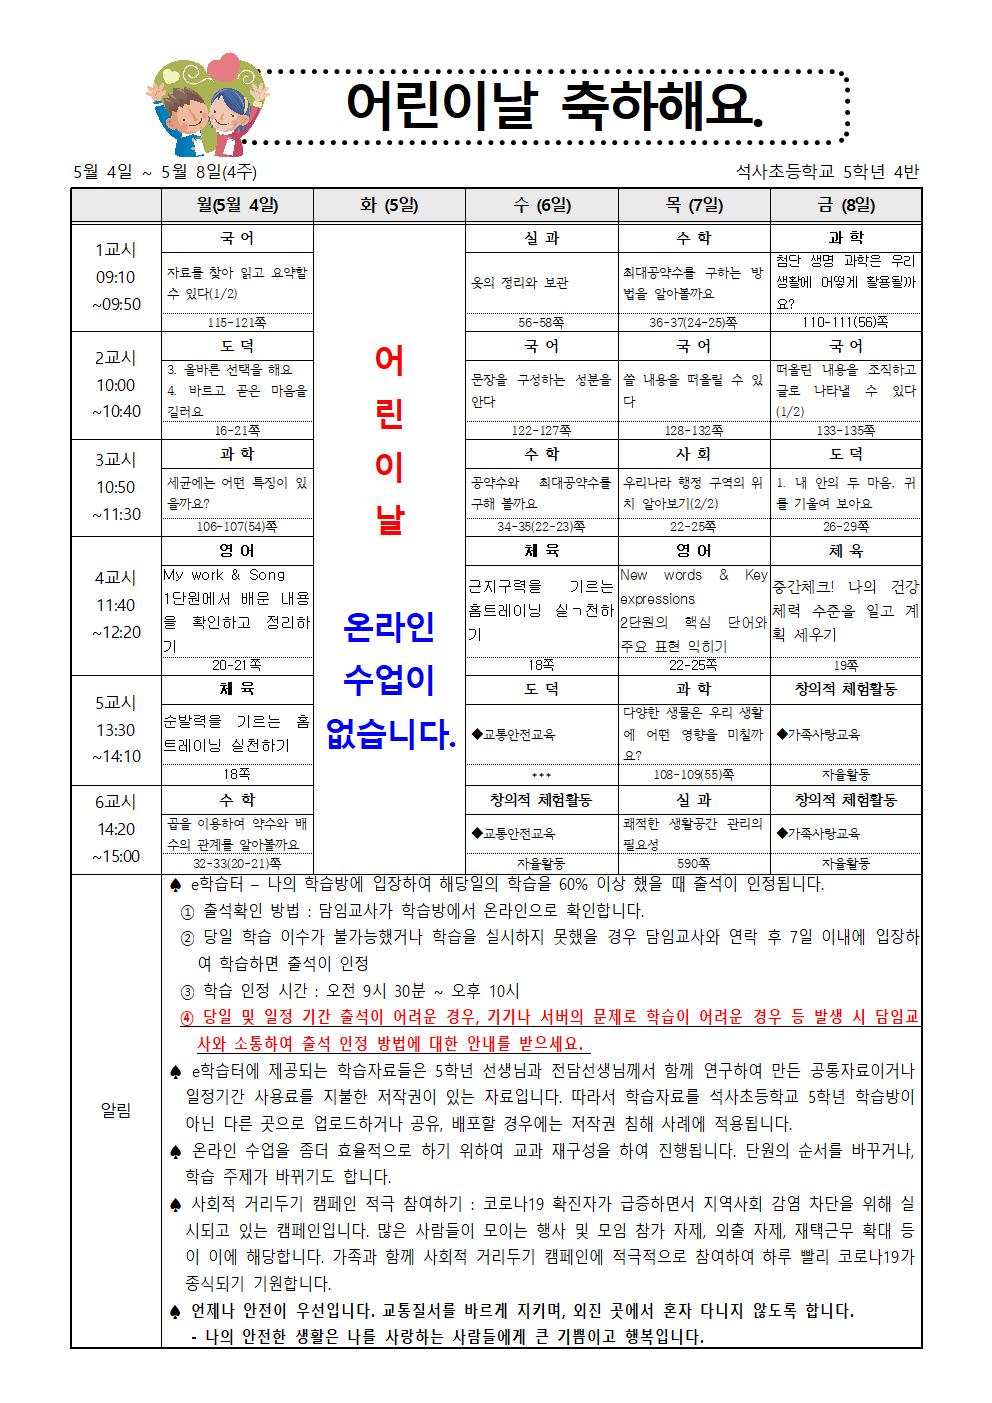 어린이날 축하해요.
5월 4일 ~ 5월 8일(4주)
석사초등학교 5학년 4반
월(5월 4일)
화 (5일)
수 (6일)
목 (7일)
금 (8일)
1교시
09:10
~09:50
국 어
자료를 찾아 읽고 요약할
수 있다(1/2)
115-121쪽
실 과
옷의 정리와 보관
56-58쪽
수 학
최대공약수를 구하는 방
법을 알아볼까요
36-37(24-25)쪽
과 학
첨단 생명 과학은 우리
생활에 어떻게 활용될까
요?
110-111(56)쪽
2교시
10:00
~10:40
도 덕
3. 올바른 선택을 해요
4. 바르고 곧은 마음을
길러요
16-21쪽
국 어
문장을 구성하는 성분을
안다
122-127쪽
국 어
쓸 내용을 떠올릴 수 있
다
128-132쪽
국 어
떠올린 내용을 조직하고
글로 나타낼 수 있다
(1/2)
133-135쪽
3교시
10:50
~11:30
과 학
세균에는 어떤 특징이 있
을까요?
106-107(54)쪽
수 학
공약수와 최대공약수를
구해 볼까요
34-35(22-23)쪽
사 회
우리나라 행정 구역의 위
치 알아보기(2/2)
22-25쪽
도 덕
1. 내 안의 두 마음, 귀
를 기울여 보아요
26-29쪽
4교시
11:40
~12:20
영 어
My work & Song
1단원에서 배운 내용
을 확인하고 정리하
기
20-21쪽
체 육
근지구력을 기르는
홈트레이닝 실ㄱ천하
기
18쪽
영 어
New words & Key
expressions
2단원의 핵심 단어와
주요 표현 익히기
22-25쪽
체 육
중간체크! 나의 건강
체력 수준을 일고 계
획 세우기
19쪽
5교시
13:30
~14:10
체 육
순발력을 기르는 홈
트레이닝 실천하기
18쪽
도 덕
◆교통안전교육
***
과 학
다양한 생물은 우리 생활
에 어떤 영향을 미칠까
요?
108-109(55)쪽
창의적 체험활동
◆가족사랑교육
자율활동
6교시
14:20
~15:00
수 학
곱을 이용하여 약수와 배
수의 관계를 알아볼까요
32-33(20-21)쪽
창의적 체험활동
◆교통안전교육
자율활동
실 과
쾌적한 생활공간 관리의
필요성
590쪽
창의적 체험활동
◆가족사랑교육
자율활동
어
린
이
날
온라인
수업이
없습니다.
알림
♠ e학습터 – 나의 학습방에 입장하여 해당일의 학습을 60% 이상 했을 때 출석이 인정됩니다.
① 출석확인 방법 : 담임교사가 학습방에서 온라인으로 확인합니다.
② 당일 학습 이수가 불가능했거나 학습을 실시하지 못했을 경우 담임교사와 연락 후 7일 이내에 입장하
여 학습하면 출석이 인정
③ 학습 인정 시간 : 오전 9시 30분 ~ 오후 10시
④ 당일 및 일정 기간 출석이 어려운 경우, 기기나 서버의 문제로 학습이 어려운 경우 등 발생 시 담임교
사와 소통하여 출석 인정 방법에 대한 안내를 받으세요.
♠ e학습터에 제공되는 학습자료들은 5학년 선생님과 전담선생님께서 함께 연구하여 만든 공통자료이거나
일정기간 사용료를 지불한 저작권이 있는 자료입니다. 따라서 학습자료를 석사초등학교 5학년 학습방이
아닌 다른 곳으로 업로드하거나 공유, 배포할 경우에는 저작권 침해 사례에 적용됩니다.
♠ 온라인 수업을 좀더 효율적으로 하기 위하여 교과 재구성을 하여 진행됩니다. 단원의 순서를 바꾸거나,
학습 주제가 바뀌기도 합니다.
♠ 사회적 거리두기 캠페인 적극 참여하기 : 코로나19 확진자가 급증하면서 지역사회 감염 차단을 위해 실
시되고 있는 캠페인입니다. 많은 사람들이 모이는 행사 및 모임 참가 자제, 외출 자제, 재택근무 확대 등
이 이에 해당합니다. 가족과 함께 사회적 거리두기 캠페인에 적극적으로 참여하여 하루 빨리 코로나19가
종식되기 기원합니다.
♠ 언제나 안전이 우선입니다. 교통질서를 바르게 지키며, 외진 곳에서 혼자 다니지 않도록 합니다.
- 나의 안전한 생활은 나를 사랑하는 사람들에게 큰 기쁨이고 행복입니다.